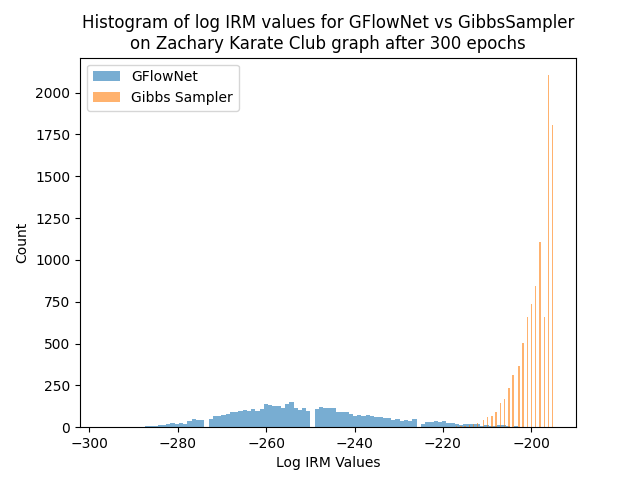 Histogram of log IRM values for GFlowNet vs GibbsSampler
on Zachary Karate Club graph after 300 epochs
GFlowNet
Gibbs Sampler
2000
1750
1500
1250
1000
750
500
250
0
Count
−300 −280 −260 −240 −220 −200
Log IRM Values